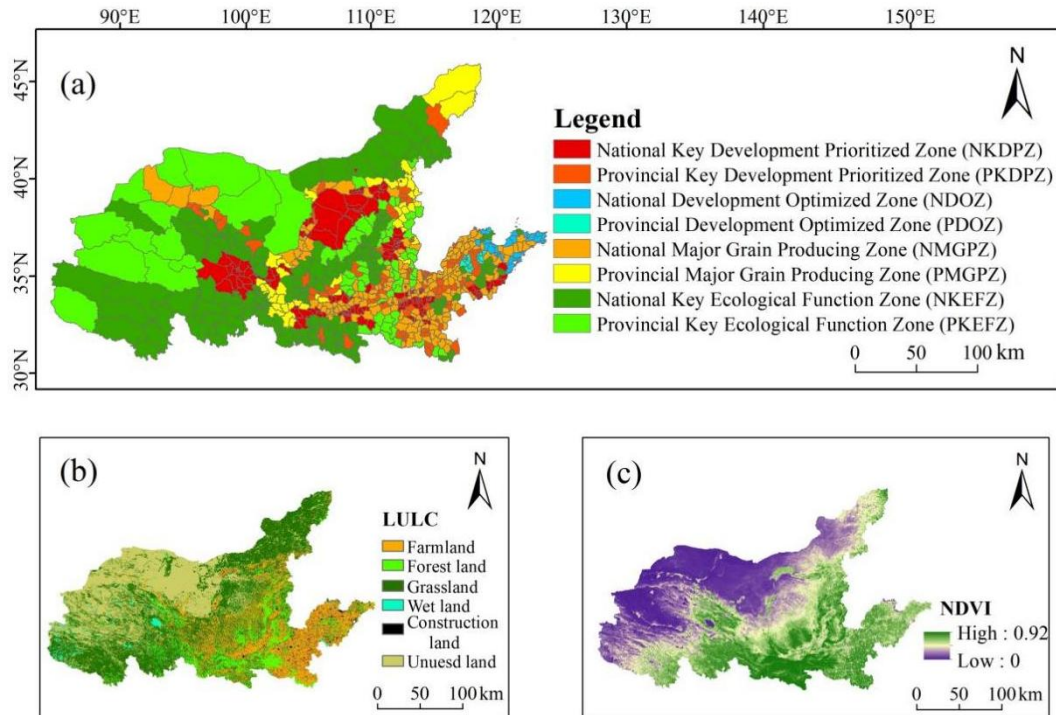 90°E 100°E 110°E 120°E 130°E 140°E 150°E
45°N
40°N
35°N
30°N
(a)
N
Legend
National Key Development Prioritized Zone (NKDPZ)
Provincial Key Development Prioritized Zone (PKDPZ)
National Development Optimized Zone (NDOZ)
Provincial Development Optimized Zone (PDOZ)
National Major Grain Producing Zone (NMGPZ)
Provincial Major Grain Producing Zone (PMGPZ)
National Key Ecological Function Zone (NKEFZ)
Provincial Key Ecological Function Zone (PKEFZ)
0 50 100
km
(b)
N
LULC
Farmland
Forest land
Grassland
Wet land
Construction
land
Unuesd land
0 50 100 km
(c)
N
NDVI
High : 0.92
Low : 0
0 50 100 km